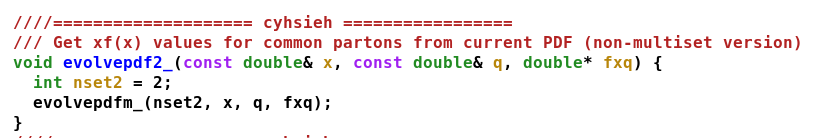 ////==================== cyhsieh =================
/// Get xf(x) values for common partons from current PDF (non-multiset version)
void evolvepdf2_(const double& x, const double& q, double* fxq) {
  int nset2 = 2;
  evolvepdfm_(nset2, x, q, fxq);
}